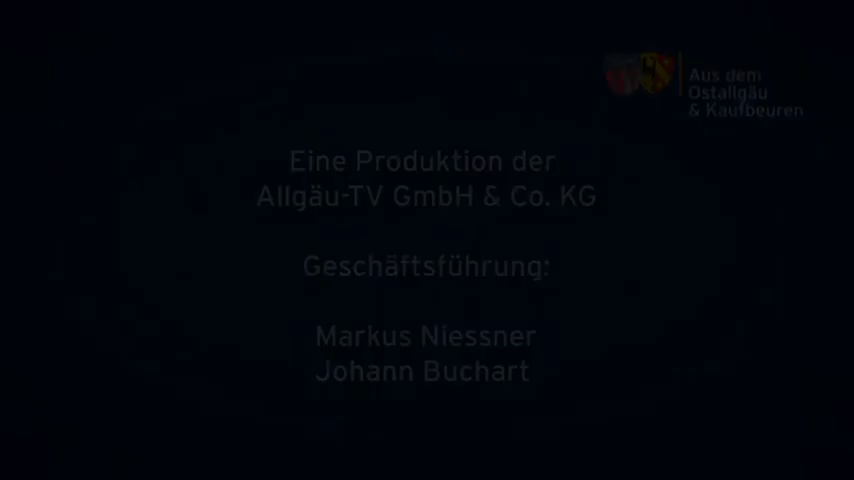 Aus dem
Ostallgäu
& Kaufbeuren
Eine Produktion der
Allgäu-TV GmbH & Co. KG
Geschäftsführung:
Markus Niessner
Johann Buchart